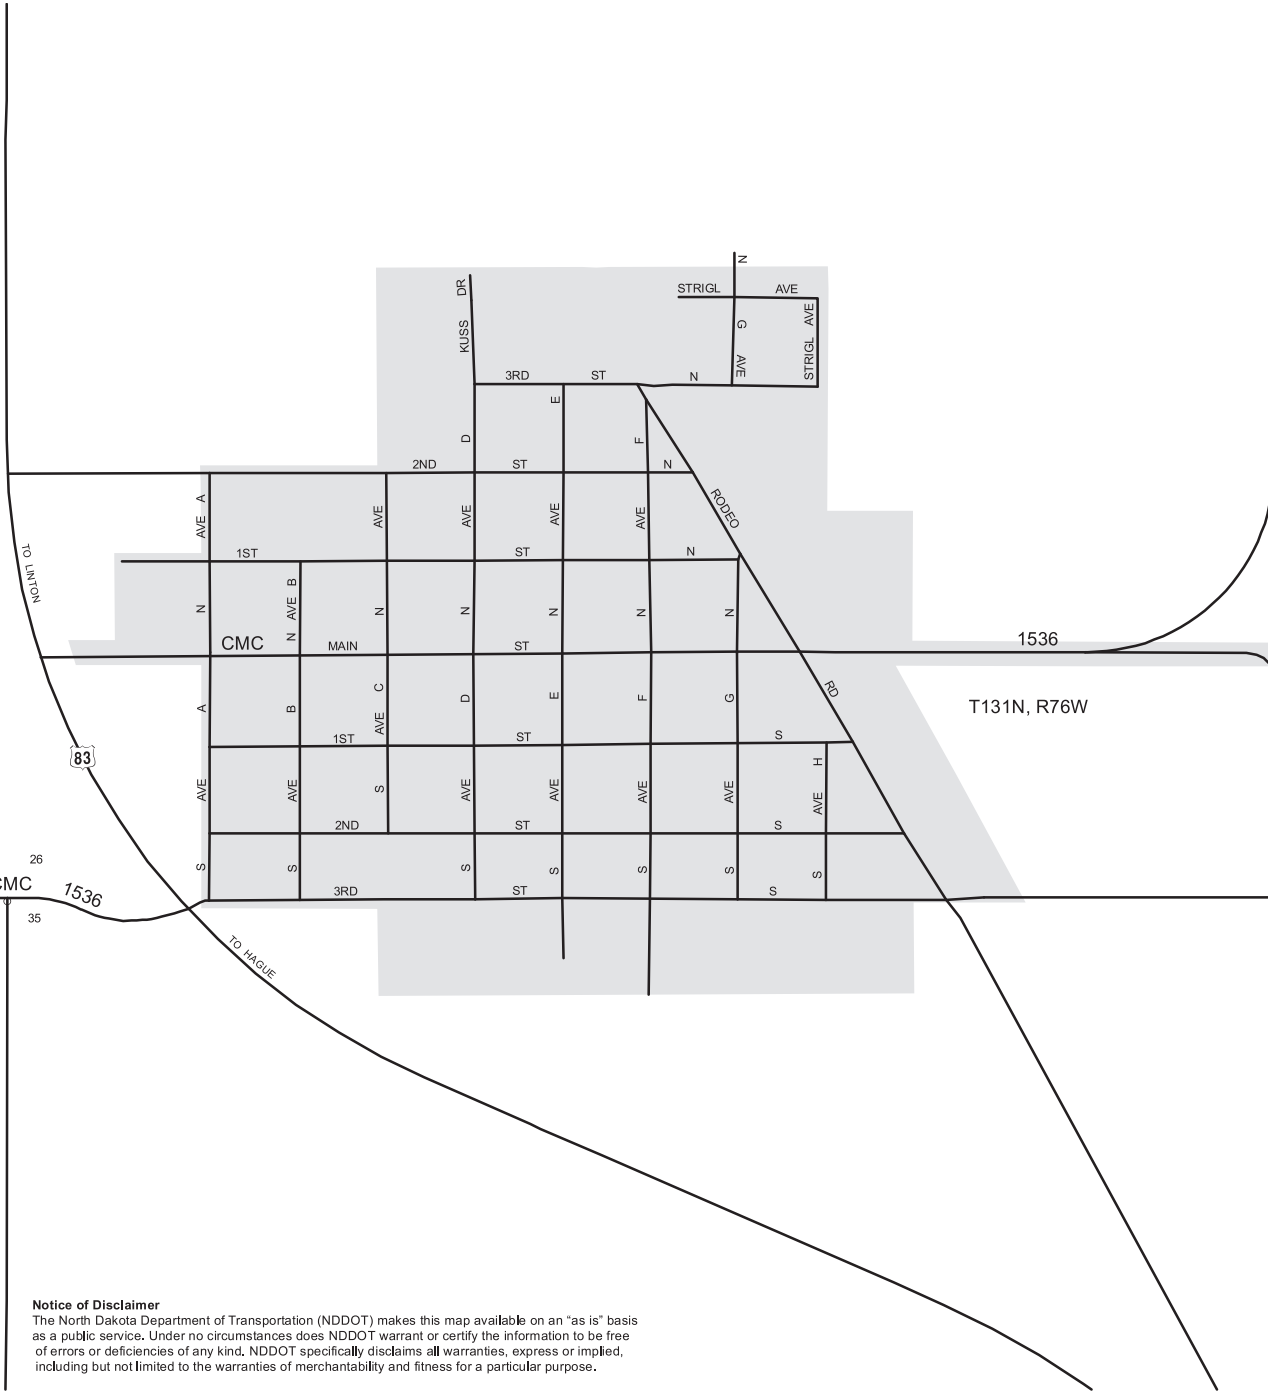 N
STRIGL AVE
DR
KUSS
G AVE
STRIGL AVE
3RD ST N
E
D
F
2ND ST N
A
AVE
AVE
AVE
AVE
AVE
RODEO
1ST ST N
TO LINTON
B
AVE
N
N
N
N
N
N
N
CMC MAIN ST
1536
T131N, R76W
RD
A
B
C
AVE
D
E
F
G
1ST ST S
83
H
AVE
AVE
AVE
S
AVE
AVE
AVE
AVE
2ND ST S
S
S
S
S
S
S
S
26
CMC 1536
35
3RD ST S
TO HAGUE
Notice of Disclaimer
The North Dakota Department of Transportation (NDDOT) makes this map available on an “as is” basis
as a public service. Under no circumstances does NDDOT warrant or certify the information to be free
of errors or deficiencies of any kind. NDDOT specifically disclaims all warranties, express or implied,
including but not limited to the warranties of merchantability and fitness for a particular purpose.